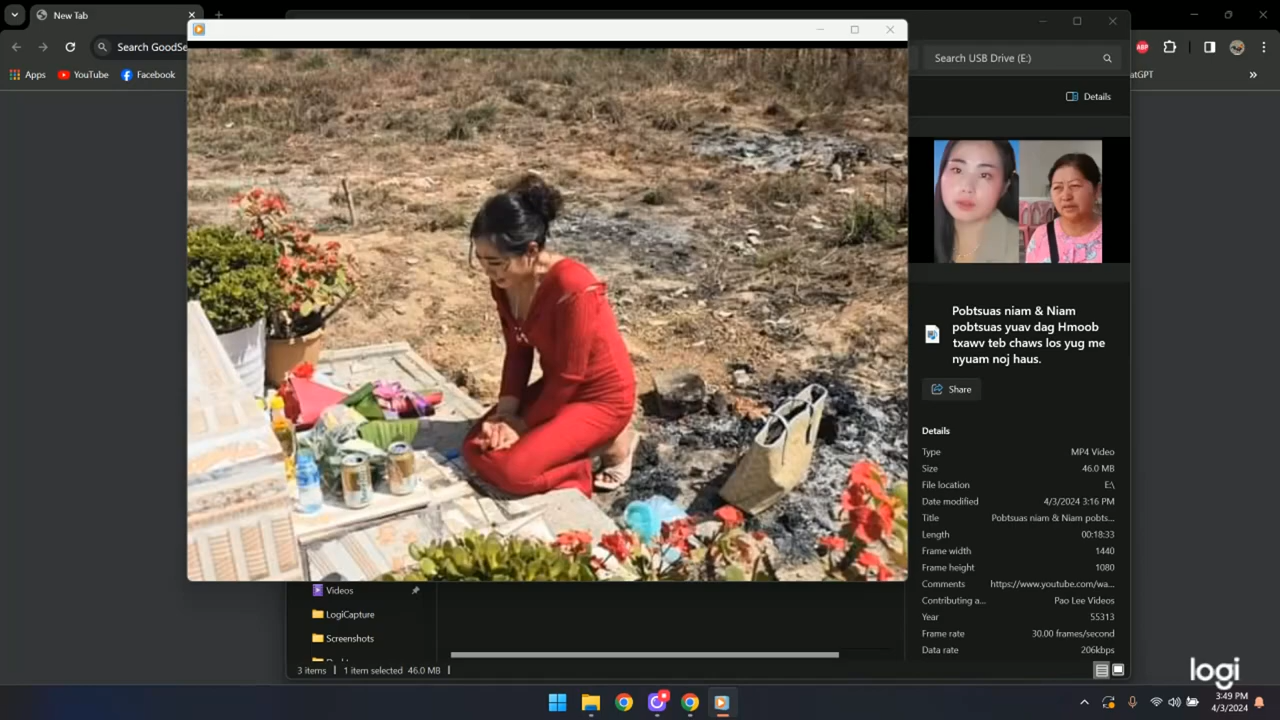 New Tab
Search GoodSe
Search USB Drive (E:)
Apps
YouTube
Facebook
atGPT
Details
Pobtsuas niam & Niam
pobtsuas yuav dag Hmoob
txawv teb chaws los yug me
nyuam noj haus.
Share
Details
Type MP4 Video
Size 46.0 MB
File location E:\
Date modified 4/3/2024 3:16 PM
Title Pobtsuas niam & Niam pobts...
Length 00:18:33
Frame width 1440
Frame height 1080
Comments https://www.youtube.com/wa...
Contributing a... Pao Lee Videos
Year 55313
Frame rate 30.00 frames/second
Data rate 206kbps
Videos
LogiCapture
Screenshots
3 items
1 item selected 46.0 MB
logi
3:49 PM
4/3/2024